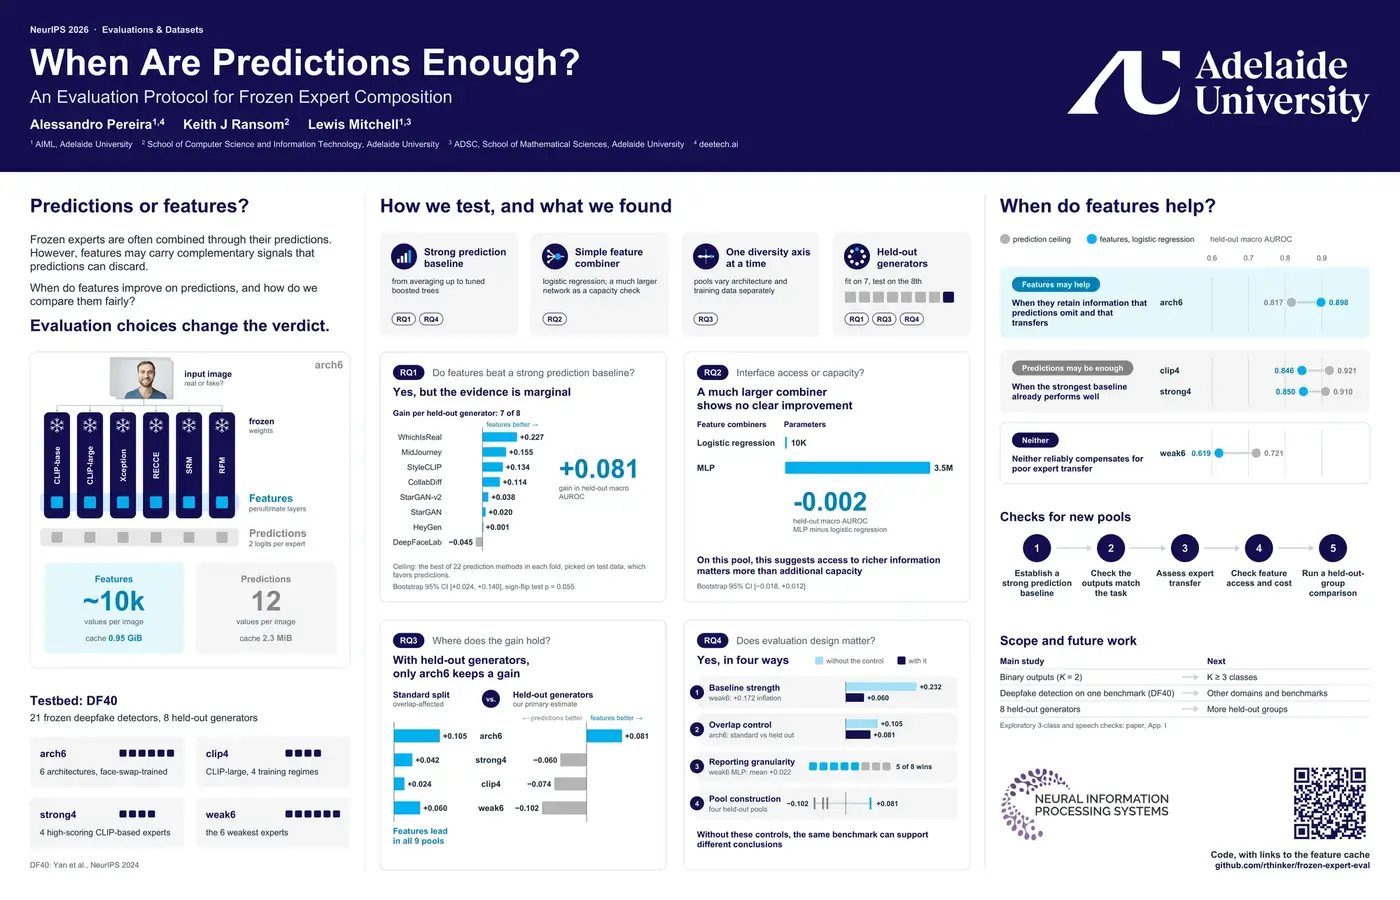 NeurIPS 2026 · Evaluations & Datasets
When Are Predictions Enough?
An Evaluation Protocol for Frozen Expert Composition
Alessandro Pereira1,4 Keith J Ransom2 Lewis Mitchell1,3
1 AIML, Adelaide University 2 School of Computer Science and Information Technology, Adelaide University 3 ADSC, School of Mathematical Sciences, Adelaide University 4 deetech.ai
Adelaide
University
Predictions or features?
Frozen experts are often combined through their predictions.
However, features may carry complementary signals that
predictions can discard.
When do features improve on predictions, and how do we
compare them fairly?
Evaluation choices change the verdict.
arch6
input image
real or fake?
frozen
weights
CLIP-base
CLIP-large
Xception
RECCE
SRM
RFM
Features
penultimate layers
Predictions
2 logits per expert
Features
~10k
values per image
cache 0.95 GiB
Predictions
12
values per image
cache 2.3 MiB
Testbed: DF40
21 frozen deepfake detectors, 8 held-out generators
arch6
6 architectures, face-swap-trained
clip4
CLIP-large, 4 training regimes
strong4
4 high-scoring CLIP-based experts
weak6
the 6 weakest experts
DF40: Yan et al., NeurIPS 2024
How we test, and what we found
Strong prediction
baseline
from averaging up to tuned
boosted trees
RQ1 RQ4
Simple feature
combiner
logistic regression; a much larger
network as a capacity check
RQ2
One diversity axis
at a time
pools vary architecture and
training data separately
RQ3
Held-out
generators
fit on 7, test on the 8th
RQ1 RQ3 RQ4
RQ1 Do features beat a strong prediction baseline?
Yes, but the evidence is marginal
Gain per held-out generator: 7 of 8
features better →
WhichIsReal +0.227
MidJourney +0.155
StyleCLIP +0.134
CollabDiff +0.114
StarGAN-v2 +0.038
StarGAN +0.020
HeyGen +0.001
DeepFaceLab −0.045
+0.081
gain in held-out macro
AUROC
Ceiling: the best of 22 prediction methods in each fold, picked on test data, which
favors predictions.
Bootstrap 95% CI [+0.024, +0.140], sign-flip test p = 0.055
RQ2 Interface access or capacity?
A much larger combiner
shows no clear improvement
Feature combiners Parameters
Logistic regression 10K
MLP 3.5M
-0.002
held-out macro AUROC
MLP minus logistic regression
On this pool, this suggests access to richer information
matters more than additional capacity
Bootstrap 95% CI [−0.018, +0.012]
RQ3 Where does the gain hold?
With held-out generators,
only arch6 keeps a gain
Standard split
overlap-affected
vs.
Held-out generators
our primary estimate
← predictions better features better →
+0.105 arch6 +0.081
+0.042 strong4 −0.060
+0.024 clip4 −0.074
+0.060 weak6 −0.102
Features lead
in all 9 pools
RQ4 Does evaluation design matter?
Yes, in four ways
without the control with it
1 Baseline strength
weak6: +0.172 inflation
+0.232
+0.060
2 Overlap control
arch6: standard vs held out
+0.105
+0.081
3 Reporting granularity
weak6 MLP: mean +0.022
5 of 8 wins
4 Pool construction
four held-out pools
−0.102 +0.081
Without these controls, the same benchmark can support
different conclusions
When do features help?
prediction ceiling features, logistic regression held-out macro AUROC
0.6 0.7 0.8 0.9
Features may help
When they retain information that
predictions omit and that
transfers
arch6 0.817 0.898
Predictions may be enough
When the strongest baseline
already performs well
clip4 0.846 0.921
strong4 0.850 0.910
Neither
Neither reliably compensates for
poor expert transfer
weak6 0.619 0.721
Checks for new pools
1 2 3 4 5
Establish a
strong prediction
baseline
Check the
outputs match
the task
Assess expert
transfer
Check feature
access and cost
Run a held-out-
group
comparison
Scope and future work
Main study Next
Binary outputs (K = 2) K ≥ 3 classes
Deepfake detection on one benchmark (DF40) Other domains and benchmarks
8 held-out generators More held-out groups
Exploratory 3-class and speech checks: paper, App. I
NEURAL INFORMATION
PROCESSING SYSTEMS
Code, with links to the feature cache
github.com/rthinker/frozen-expert-eval